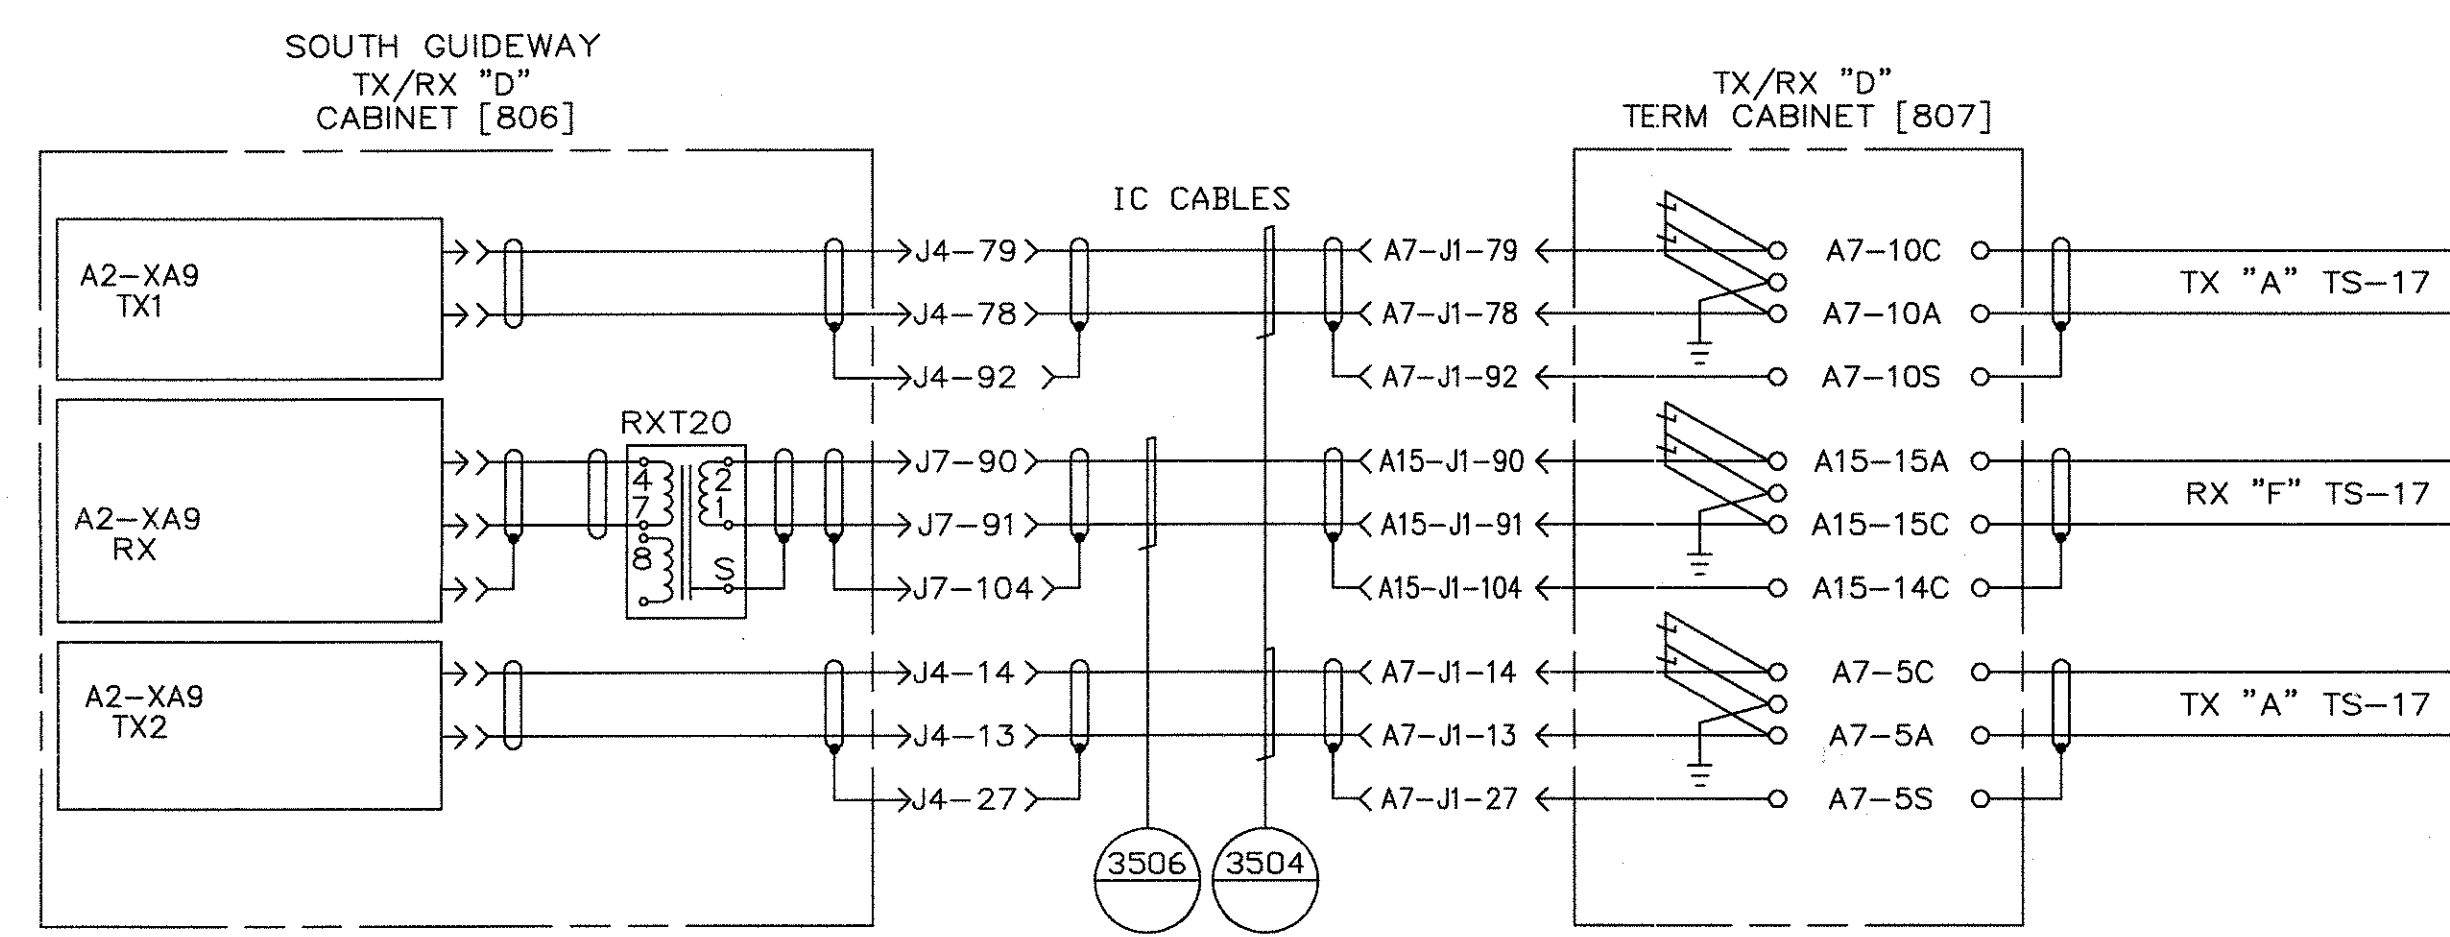 SOUTH GUIDEWAY
TX/RX "D"
CABINET [806]
TX/RX "D"
TERM CABINET [807]
IC CABLES
A2-XA9
TX1
J4-79
A7-J1-79
A7-10C
TX "A" TS-17
J4-78
A7-J1-78
A7-10A
J4-92
A7-J1-92
A7-10S
RXT20
A2-XA9
RX
4
2
7
1
8
S
J7-90
A15-J1-90
A15-15A
RX "F" TS-17
J7-91
A15-J1-91
A15-15C
J7-104
A15-J1-104
A15-14C
A2-XA9
TX2
J4-14
A7-J1-14
A7-5C
TX "A" TS-17
J4-13
A7-J1-13
A7-5A
J4-27
A7-J1-27
A7-5S
3506
3504